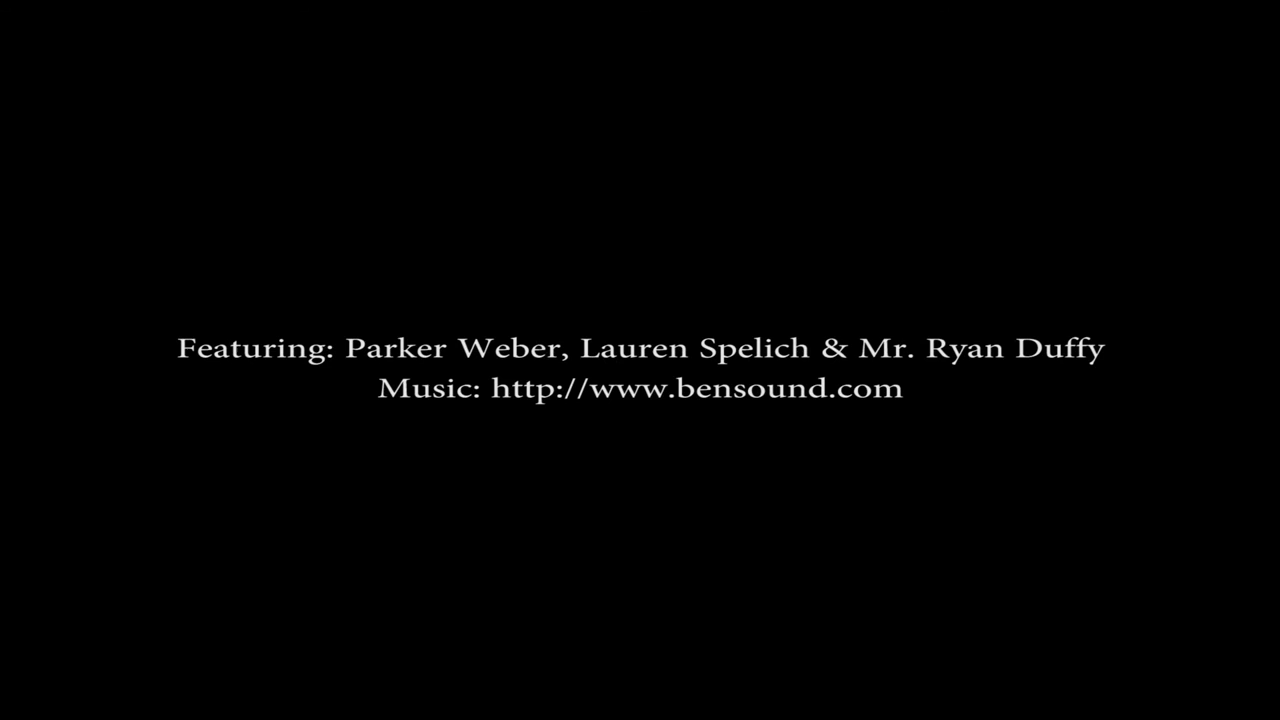 Featuring: Parker Weber, Lauren Spelich & Mr. Ryan Duffy
Music: http://www.bensound.com